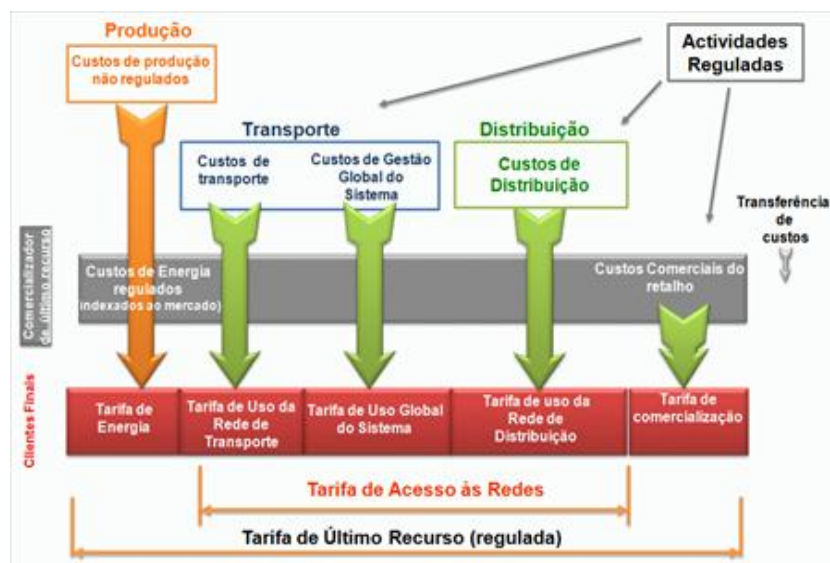 Produção
Custos de produção
não regulados
Actividades
Reguladas
Transporte
Custos de
transporte
Custos de Gestão
Global do
Sistema
Distribuição
Custos de
Distribuição
Transferência
de
custos
Comercializador
de último recurso
Custos de Energia
regulados
(indexados ao mercado)
Custos Comerciais do
retalho
Clientes Finais
Tarifa de
Energia
Tarifa de Uso da
Rede de
Transporte
Tarifa de Uso Global
do Sistema
Tarifa de uso da
Rede de
Distribuição
Tarifa de
comercialização
Tarifa de Acesso às Redes
Tarifa de Último Recurso (regulada)